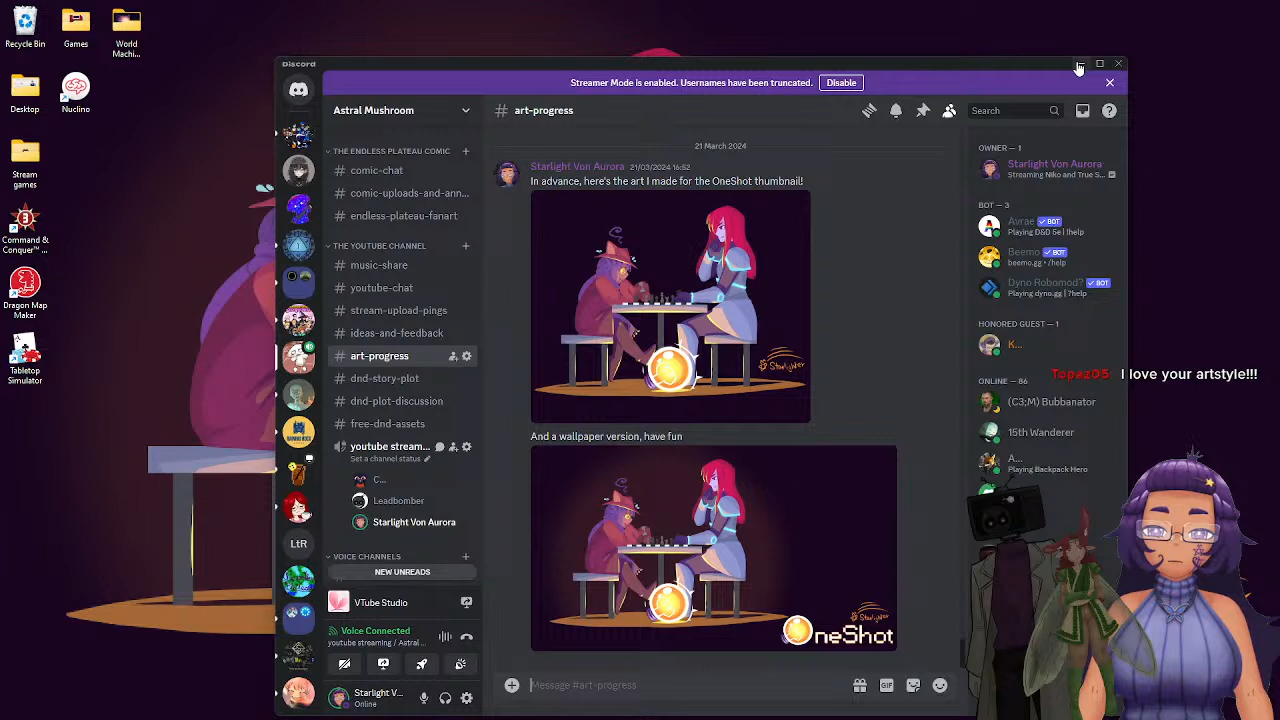 Recycle Bin
Games
World
Machi...
Desktop
Nuclino
Stream
games
Command
& Conquer™ ...
Dragon Map
Maker
Tabletop
Simulator
Discord
Streamer Mode is enabled. Usernames have been truncated.
Disable
Astral Mushroom
# art-progress
Search
THE ENDLESS PLATEAU COMIC
# comic-chat
# comic-uploads-and-ann...
# endless-plateau-fanart
THE YOUTUBE CHANNEL
# music-share
# youtube-chat
# stream-upload-pings
# ideas-and-feedback
# art-progress
# dnd-story-plot
# dnd-plot-discussion
# free-dnd-assets
youtube stream...
Set a channel status
C...
Leadbomber
Starlight Von Aurora
VOICE CHANNELS
NEW UNREADS
LtR
VTube Studio
Voice Connected
youtube streaming / Astral ...
Starlight V...
Online
21 March 2024
Starlight Von Aurora 21/03/2024 16:52
In advance, here's the art I made for the OneShot thumbnail!
Starlyver
And a wallpaper version, have fun
Starlyver
OneShot
Message #art-progress
GIF
OWNER — 1
Starlight Von Aurora
Streaming Niko and True S...
BOT — 3
Avrae BOT
Playing D&D 5e | !help
Beemo BOT
beemo.gg • /help
Dyno Robomod? BOT
Playing dyno.gg | ?help
HONORED GUEST — 1
K...
ONLINE — 86
(C3;M) Bubbanator
15th Wanderer
A...
Playing Backpack Hero
Topaz05 I love your artstyle!!!